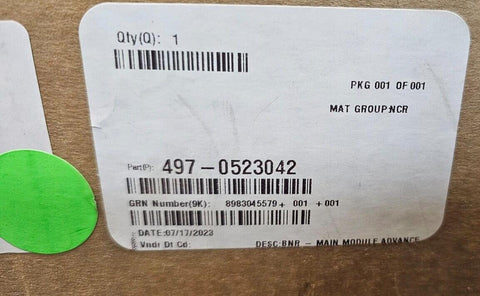 Qty(Q): 1
PKG 001 OF 001
MAT GROUP:NCR
Part(P): 497-0523042
GRN Number(9K): 8983045579+ 001 +001
DATE:07/17/2023
Vndr Dt Cd:
DESC:BNR - MAIN MODULE ADVANCE